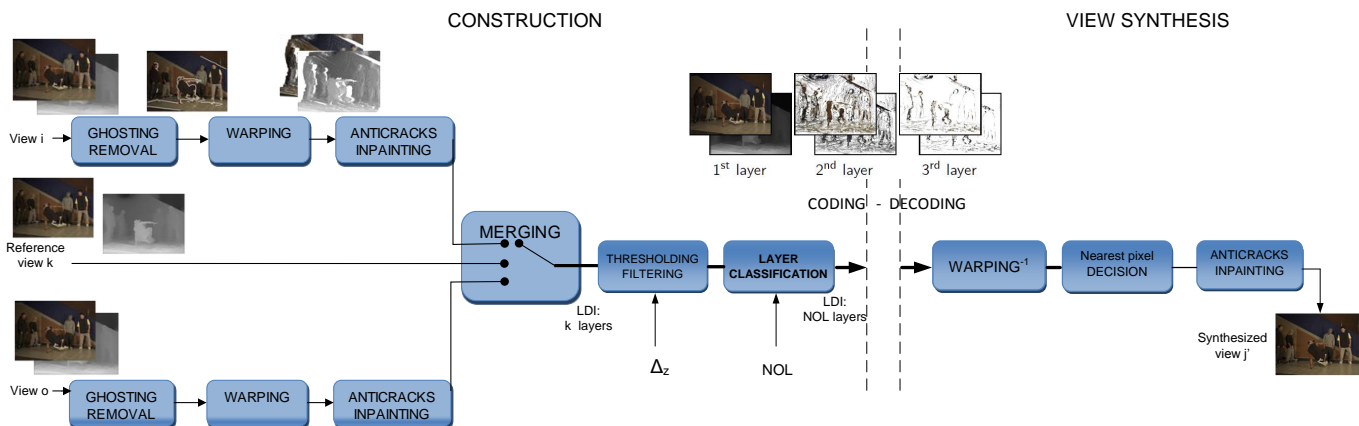 CONSTRUCTION
VIEW SYNTHESIS
View i
GHOSTING
REMOVAL
WARPING
ANTICRACKS
INPAINTING
1st layer
2nd layer
3rd layer
CODING - DECODING
Reference
view k
MERGING
LDI:
k layers
THRESHOLDING
FILTERING
LAYER
CLASSIFICATION
LDI:
NOL layers
Δz
NOL
WARPING-1
Nearest pixel
DECISION
ANTICRACKS
INPAINTING
Synthesized
view j'
View o
GHOSTING
REMOVAL
WARPING
ANTICRACKS
INPAINTING